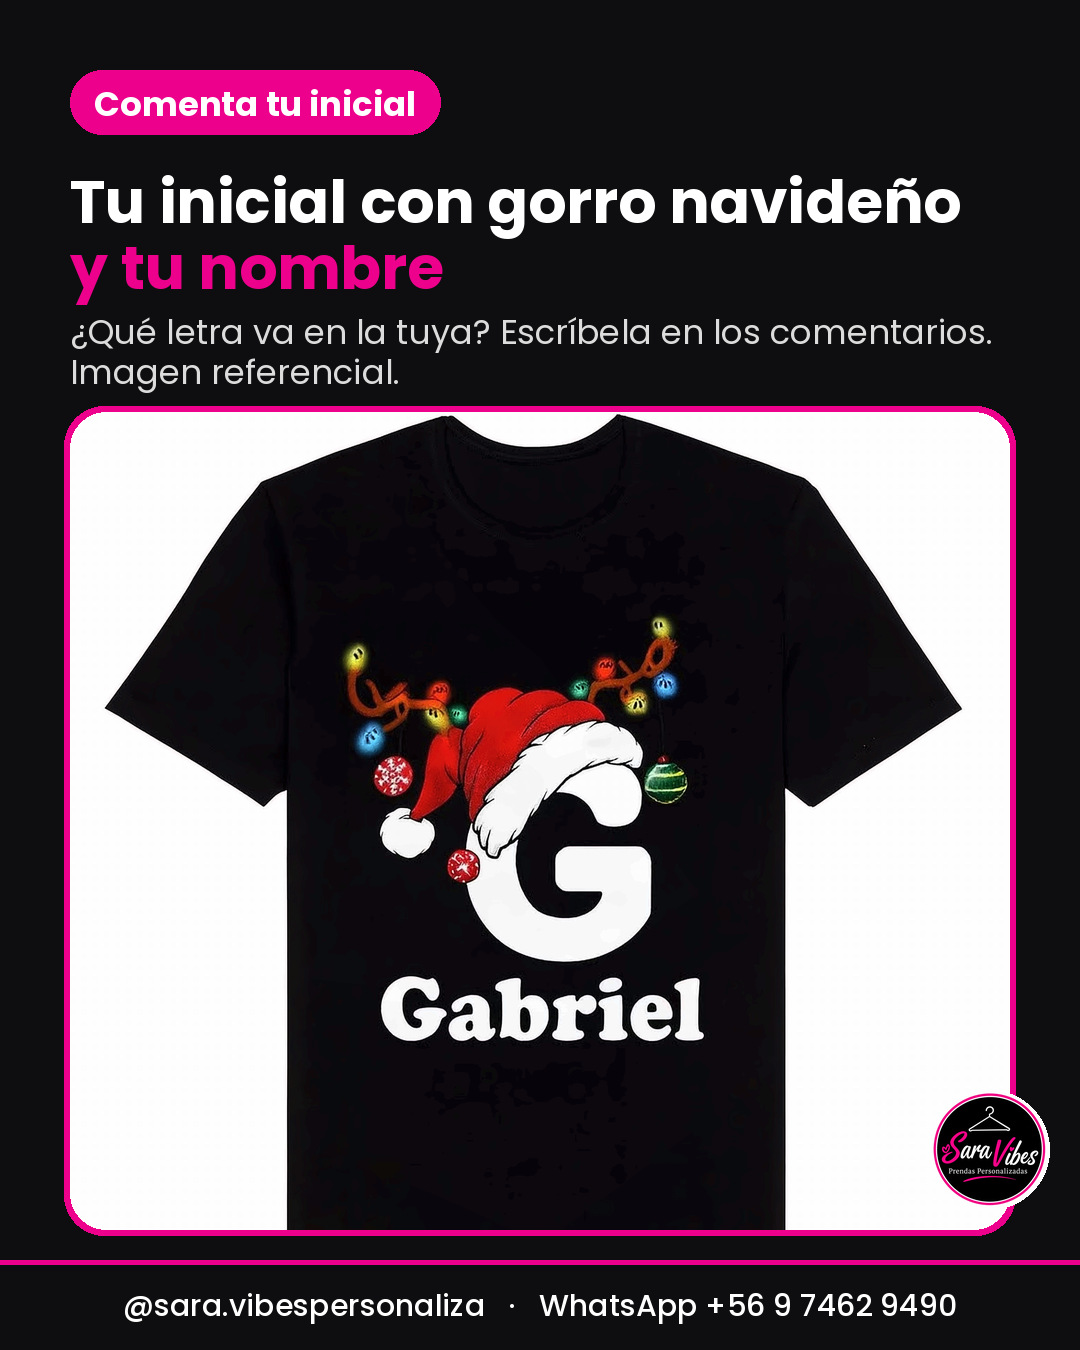 Comenta tu inicial
Tu inicial con gorro navideño
y tu nombre
¿Qué letra va en la tuya? Escríbela en los comentarios.
Imagen referencial.
G
Gabriel
Sara Vibes
Prendas Personalizadas
@sara.vibespersonaliza · WhatsApp +56 9 7462 9490